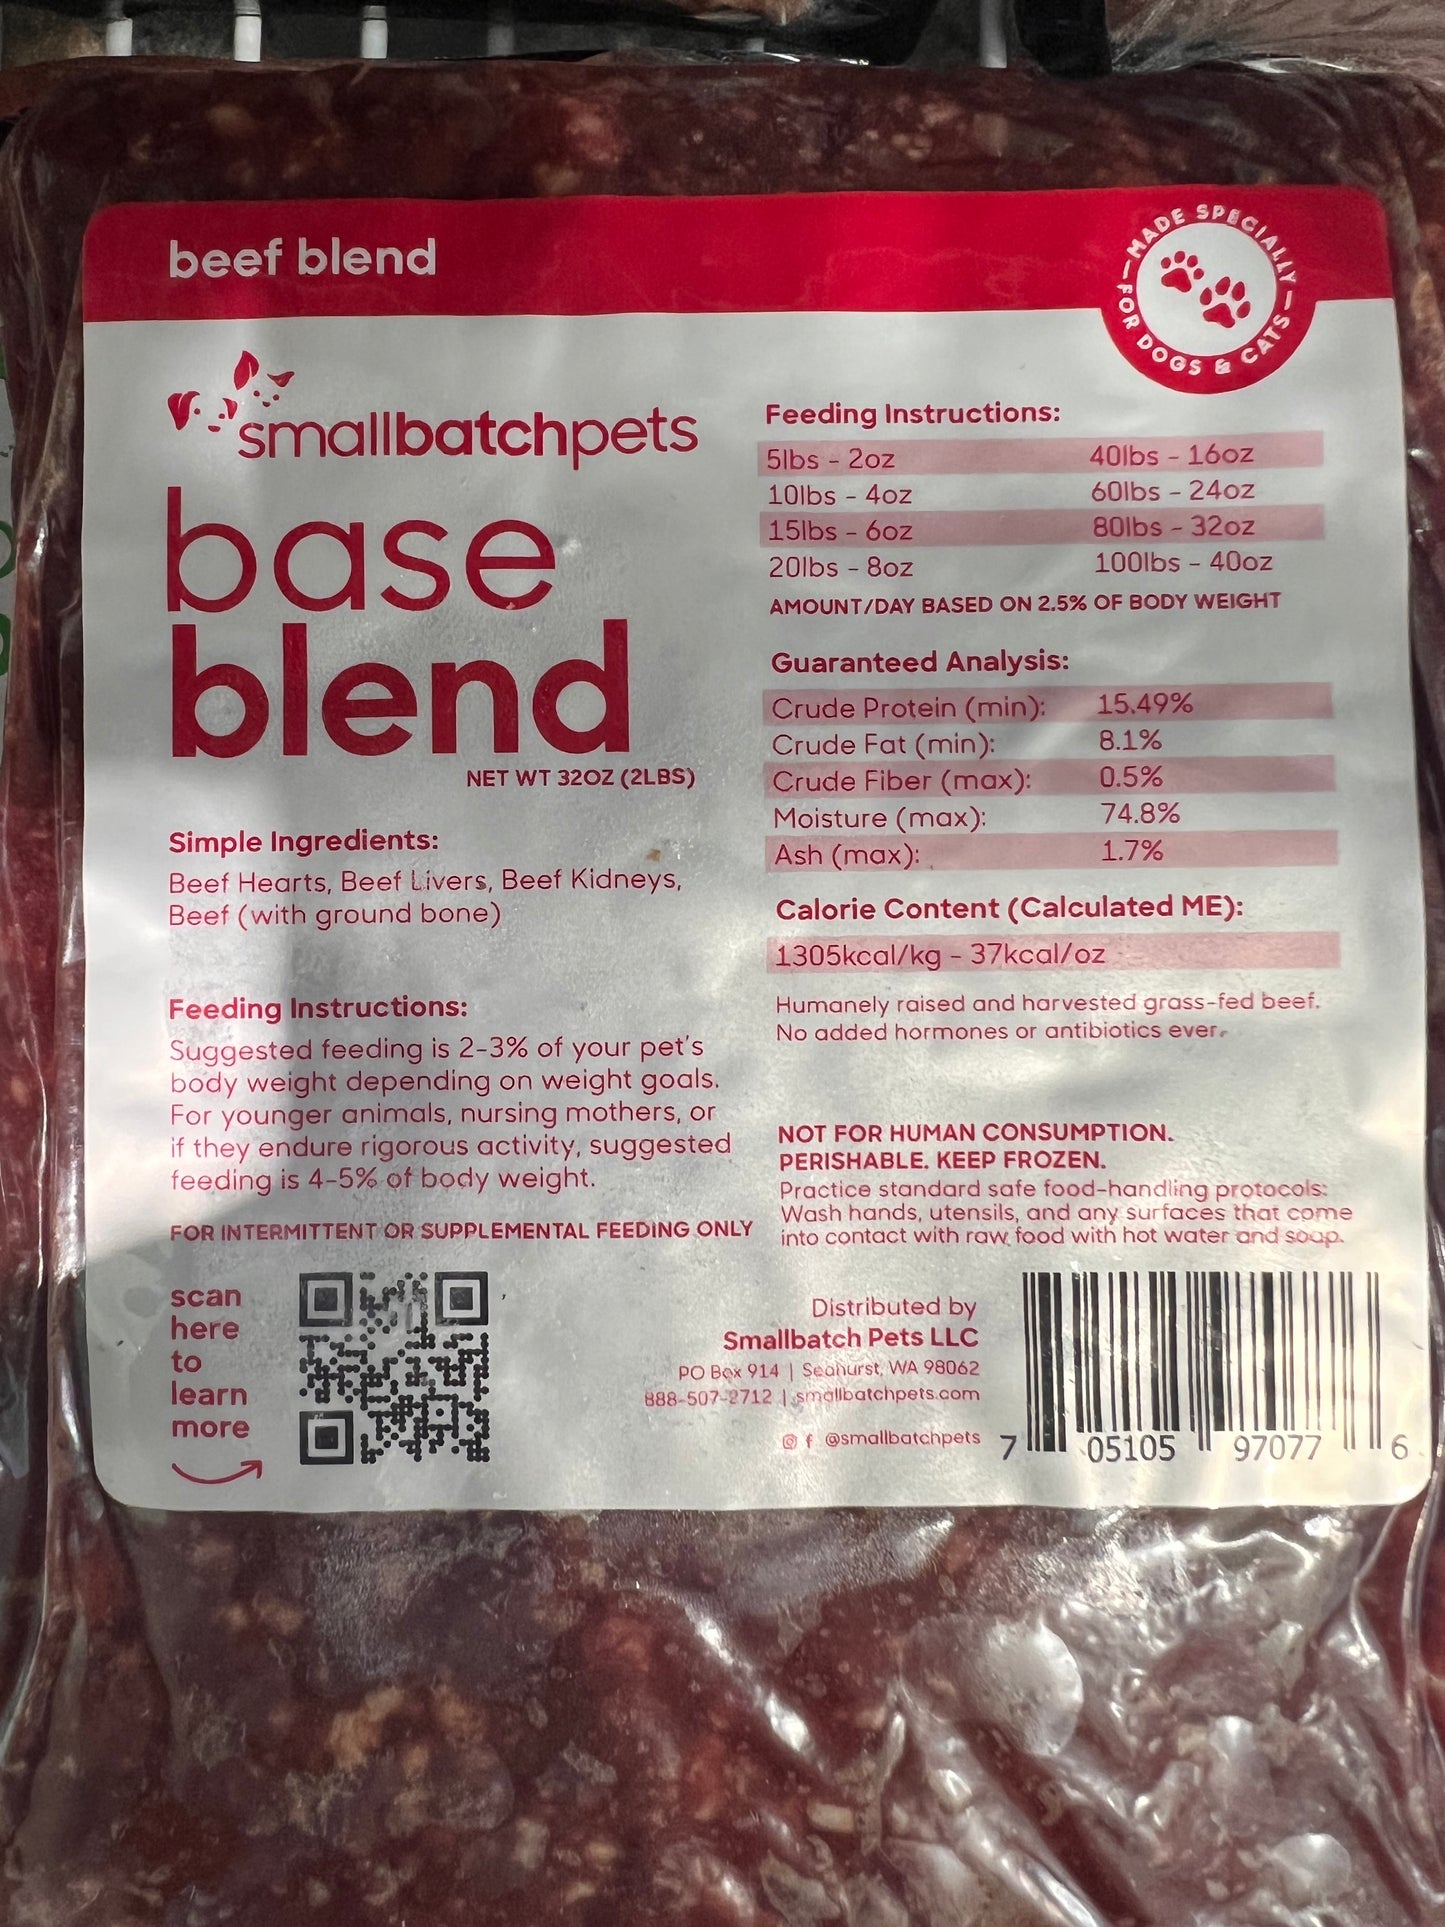 beef blend
MADE SPECIALLY
FOR DOGS & CATS
smallbatchpets
base
blend
NET WT 32OZ (2LBS)
Simple Ingredients:
Beef Hearts, Beef Livers, Beef Kidneys,
Beef (with ground bone)
Feeding Instructions:
Suggested feeding is 2-3% of your pet's
body weight depending on weight goals.
For younger animals, nursing mothers, or
if they endure rigorous activity, suggested
feeding is 4-5% of body weight.
FOR INTERMITTENT OR SUPPLEMENTAL FEEDING ONLY
scan
here
to
learn
more
Feeding Instructions:
5lbs - 2oz 40lbs - 16oz
10lbs - 4oz 60lbs - 24oz
15lbs - 6oz 80lbs - 32oz
20lbs - 8oz 100lbs - 40oz
AMOUNT/DAY BASED ON 2.5% OF BODY WEIGHT
Guaranteed Analysis:
Crude Protein (min): 15.49%
Crude Fat (min): 8.1%
Crude Fiber (max): 0.5%
Moisture (max): 74.8%
Ash (max): 1.7%
Calorie Content (Calculated ME):
1305kcal/kg - 37kcal/oz
Humanely raised and harvested grass-fed beef.
No added hormones or antibiotics ever.
NOT FOR HUMAN CONSUMPTION.
PERISHABLE. KEEP FROZEN.
Practice standard safe food-handling protocols:
Wash hands, utensils, and any surfaces that come
into contact with raw food with hot water and soap.
Distributed by
Smallbatch Pets LLC
PO Box 914 | Seahurst, WA 98062
888-507-2712 | smallbatchpets.com
@smallbatchpets
7 05105 97077 6